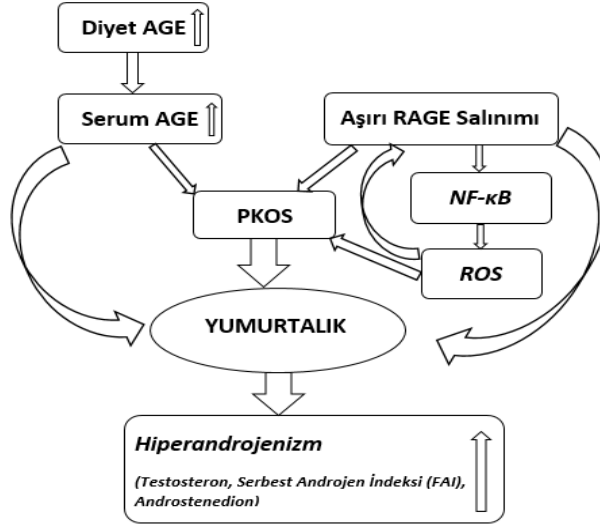 Diyet AGE
Serum AGE
Aşırı RAGE Salınımı
NF-κB
PKOS
ROS
YUMURTALIK
Hiperandrojenizm
(Testosteron, Serbest Androjen İndeksi (FAI),
Androstenedion)